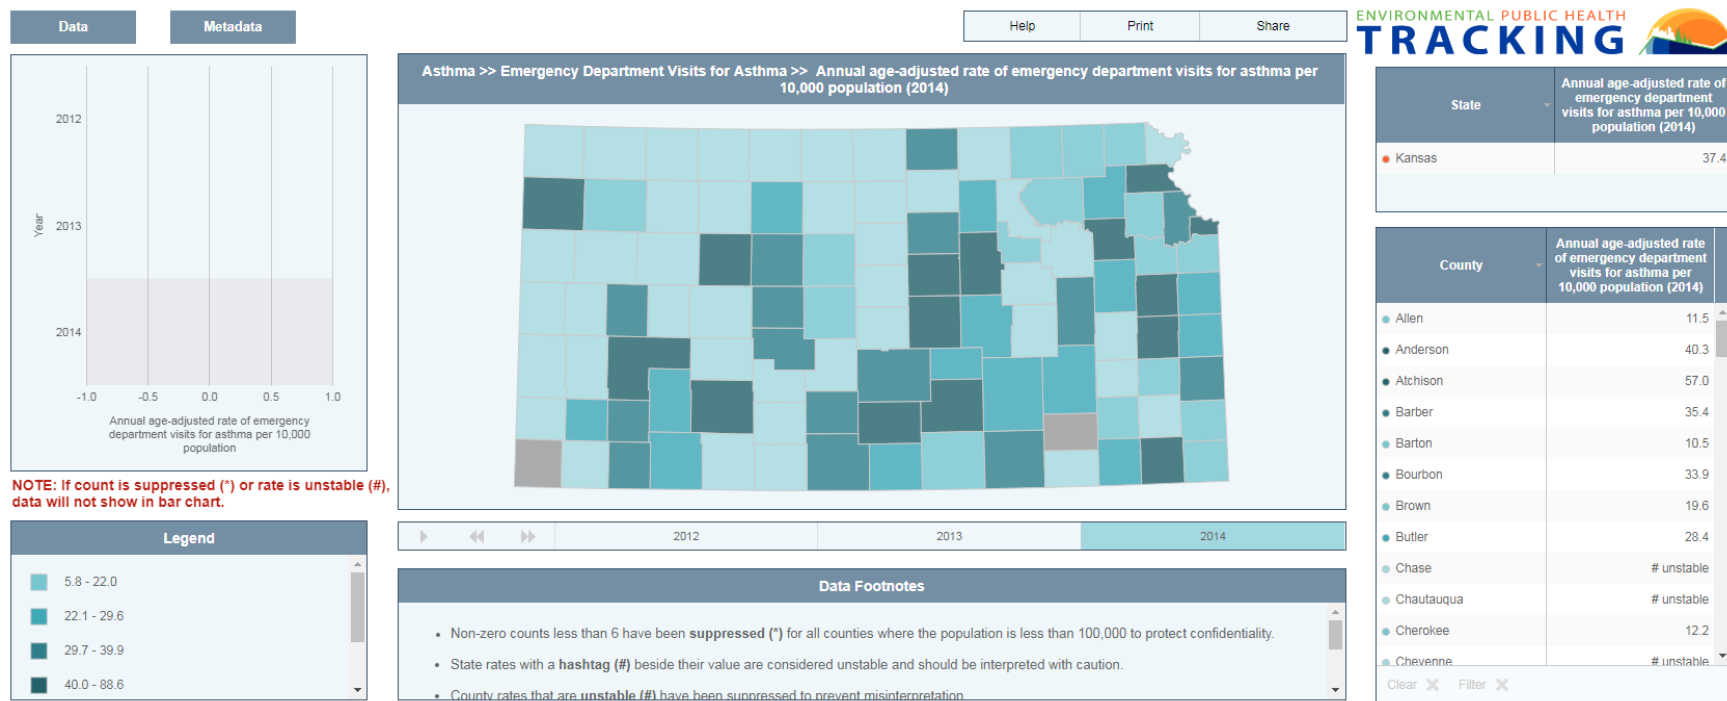 Data
Metadata
Help
Print
Share
ENVIRONMENTAL PUBLIC HEALTH
TRACKING
2012
2013
2014
Year
-1.0
-0.5
0.0
0.5
1.0
Annual age-adjusted rate of emergency
department visits for asthma per 10,000
population
NOTE: If count is suppressed (*) or rate is unstable (#),
data will not show in bar chart.
Legend
5.8 - 22.0
22.1 - 29.6
29.7 - 39.9
40.0 - 88.6
Asthma >> Emergency Department Visits for Asthma >> Annual age-adjusted rate of emergency department visits for asthma per
10,000 population (2014)
2012
2013
2014
Data Footnotes
• Non-zero counts less than 6 have been suppressed (*) for all counties where the population is less than 100,000 to protect confidentiality.
• State rates with a hashtag (#) beside their value are considered unstable and should be interpreted with caution.
• County rates that are unstable (#) have been suppressed to prevent misinterpretation
State
Annual age-adjusted rate of
emergency department
visits for asthma per 10,000
population (2014)
Kansas 37.4
County
Annual age-adjusted rate
of emergency department
visits for asthma per
10,000 population (2014)
Allen 11.5
Anderson 40.3
Atchison 57.0
Barber 35.4
Barton 10.5
Bourbon 33.9
Brown 19.6
Butler 28.4
Chase # unstable
Chautauqua # unstable
Cherokee 12.2
Cheyenne # unstable
Clear
Filter